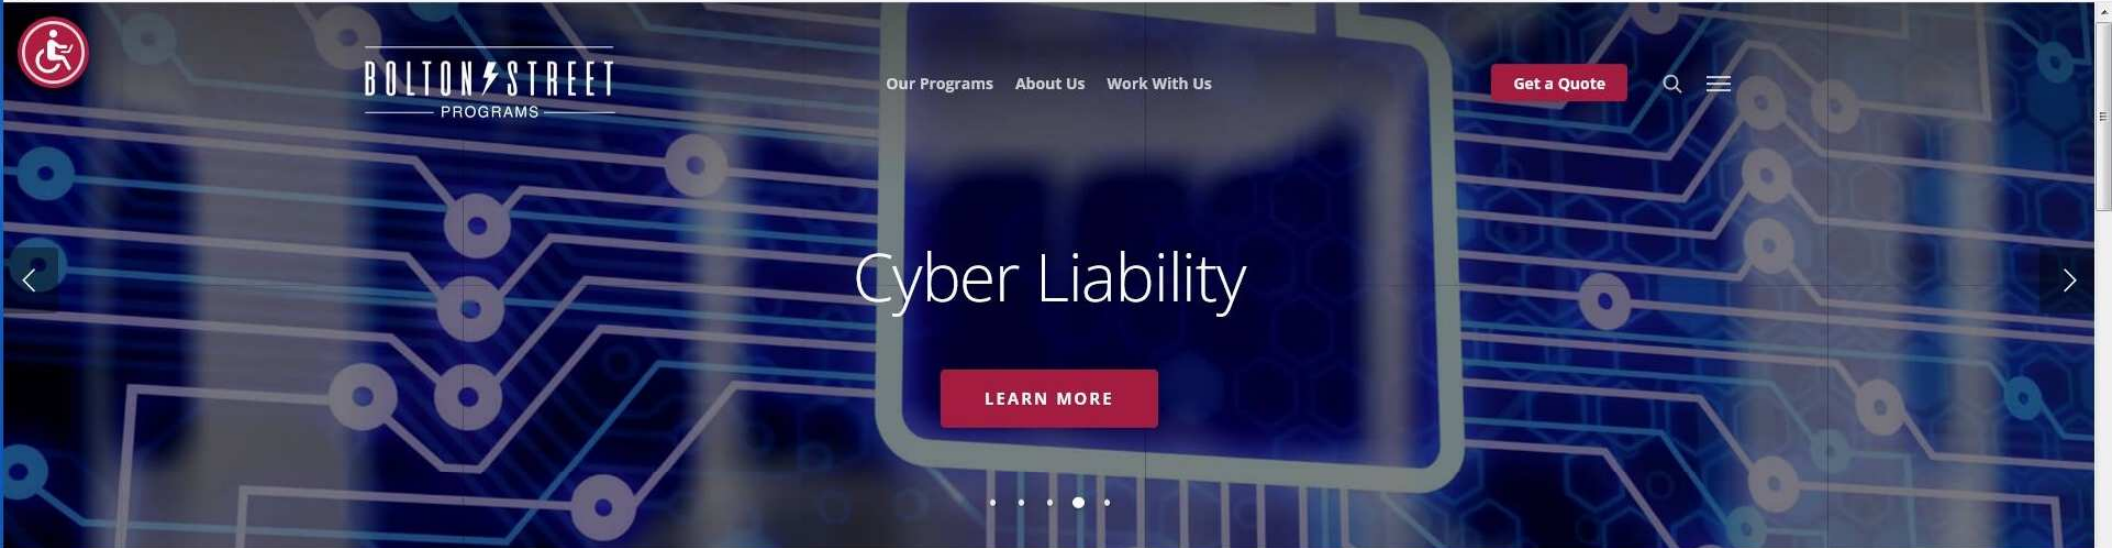 BOLTON STREET
PROGRAMS
Our Programs About Us Work With Us
Get a Quote
Cyber Liability
LEARN MORE